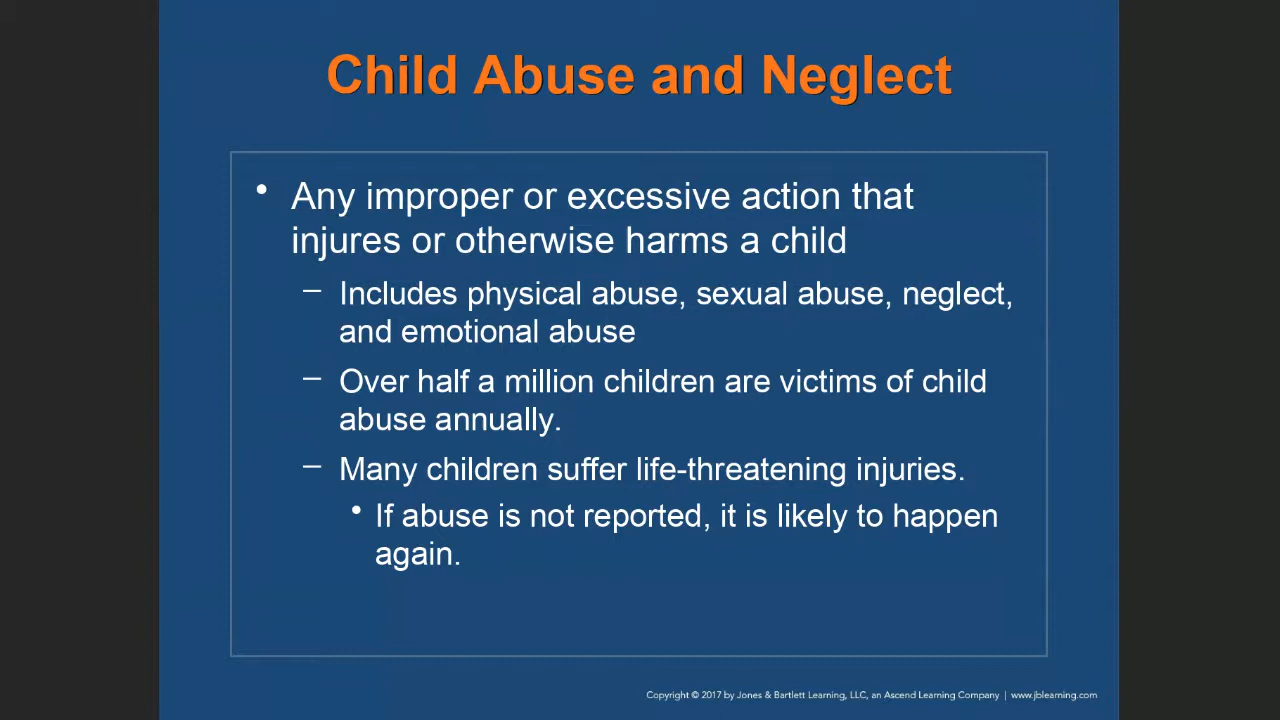 Child Abuse and Neglect
• Any improper or excessive action that
injures or otherwise harms a child
– Includes physical abuse, sexual abuse, neglect,
and emotional abuse
– Over half a million children are victims of child
abuse annually.
– Many children suffer life-threatening injuries.
• If abuse is not reported, it is likely to happen
again.
Copyright © 2017 by Jones & Bartlett Learning, LLC, an Ascend Learning Company | www.jblearning.com